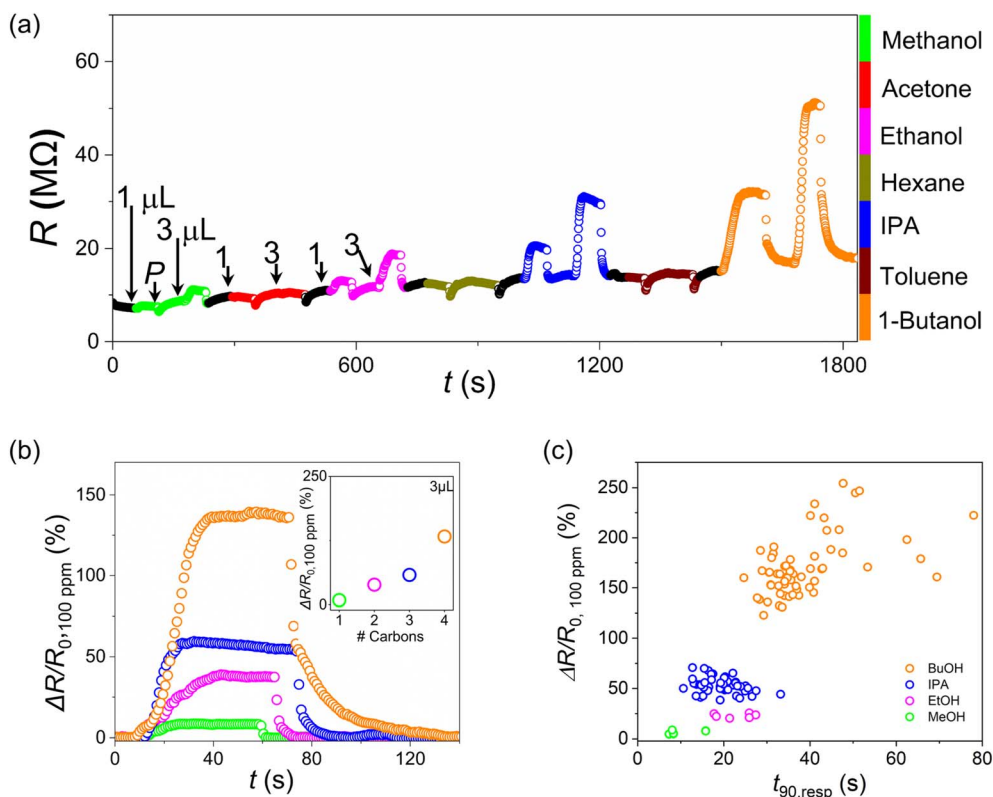 (a)
R (MΩ)
60
40
20
0
1 μL
P
3 μL
1
3
1
3
0
600
1200
1800
t (s)
Methanol
Acetone
Ethanol
Hexane
IPA
Toluene
1-Butanol
(b)
ΔR/R0,100 ppm (%)
150
100
50
0
0
40
80
120
t (s)
250
0
ΔR/R0,100 ppm (%)
3μL
1
2
3
4
# Carbons
(c)
ΔR/R0, 100 ppm (%)
250
200
150
100
50
0
0
20
40
60
80
t90,resp (s)
BuOH
IPA
EtOH
MeOH